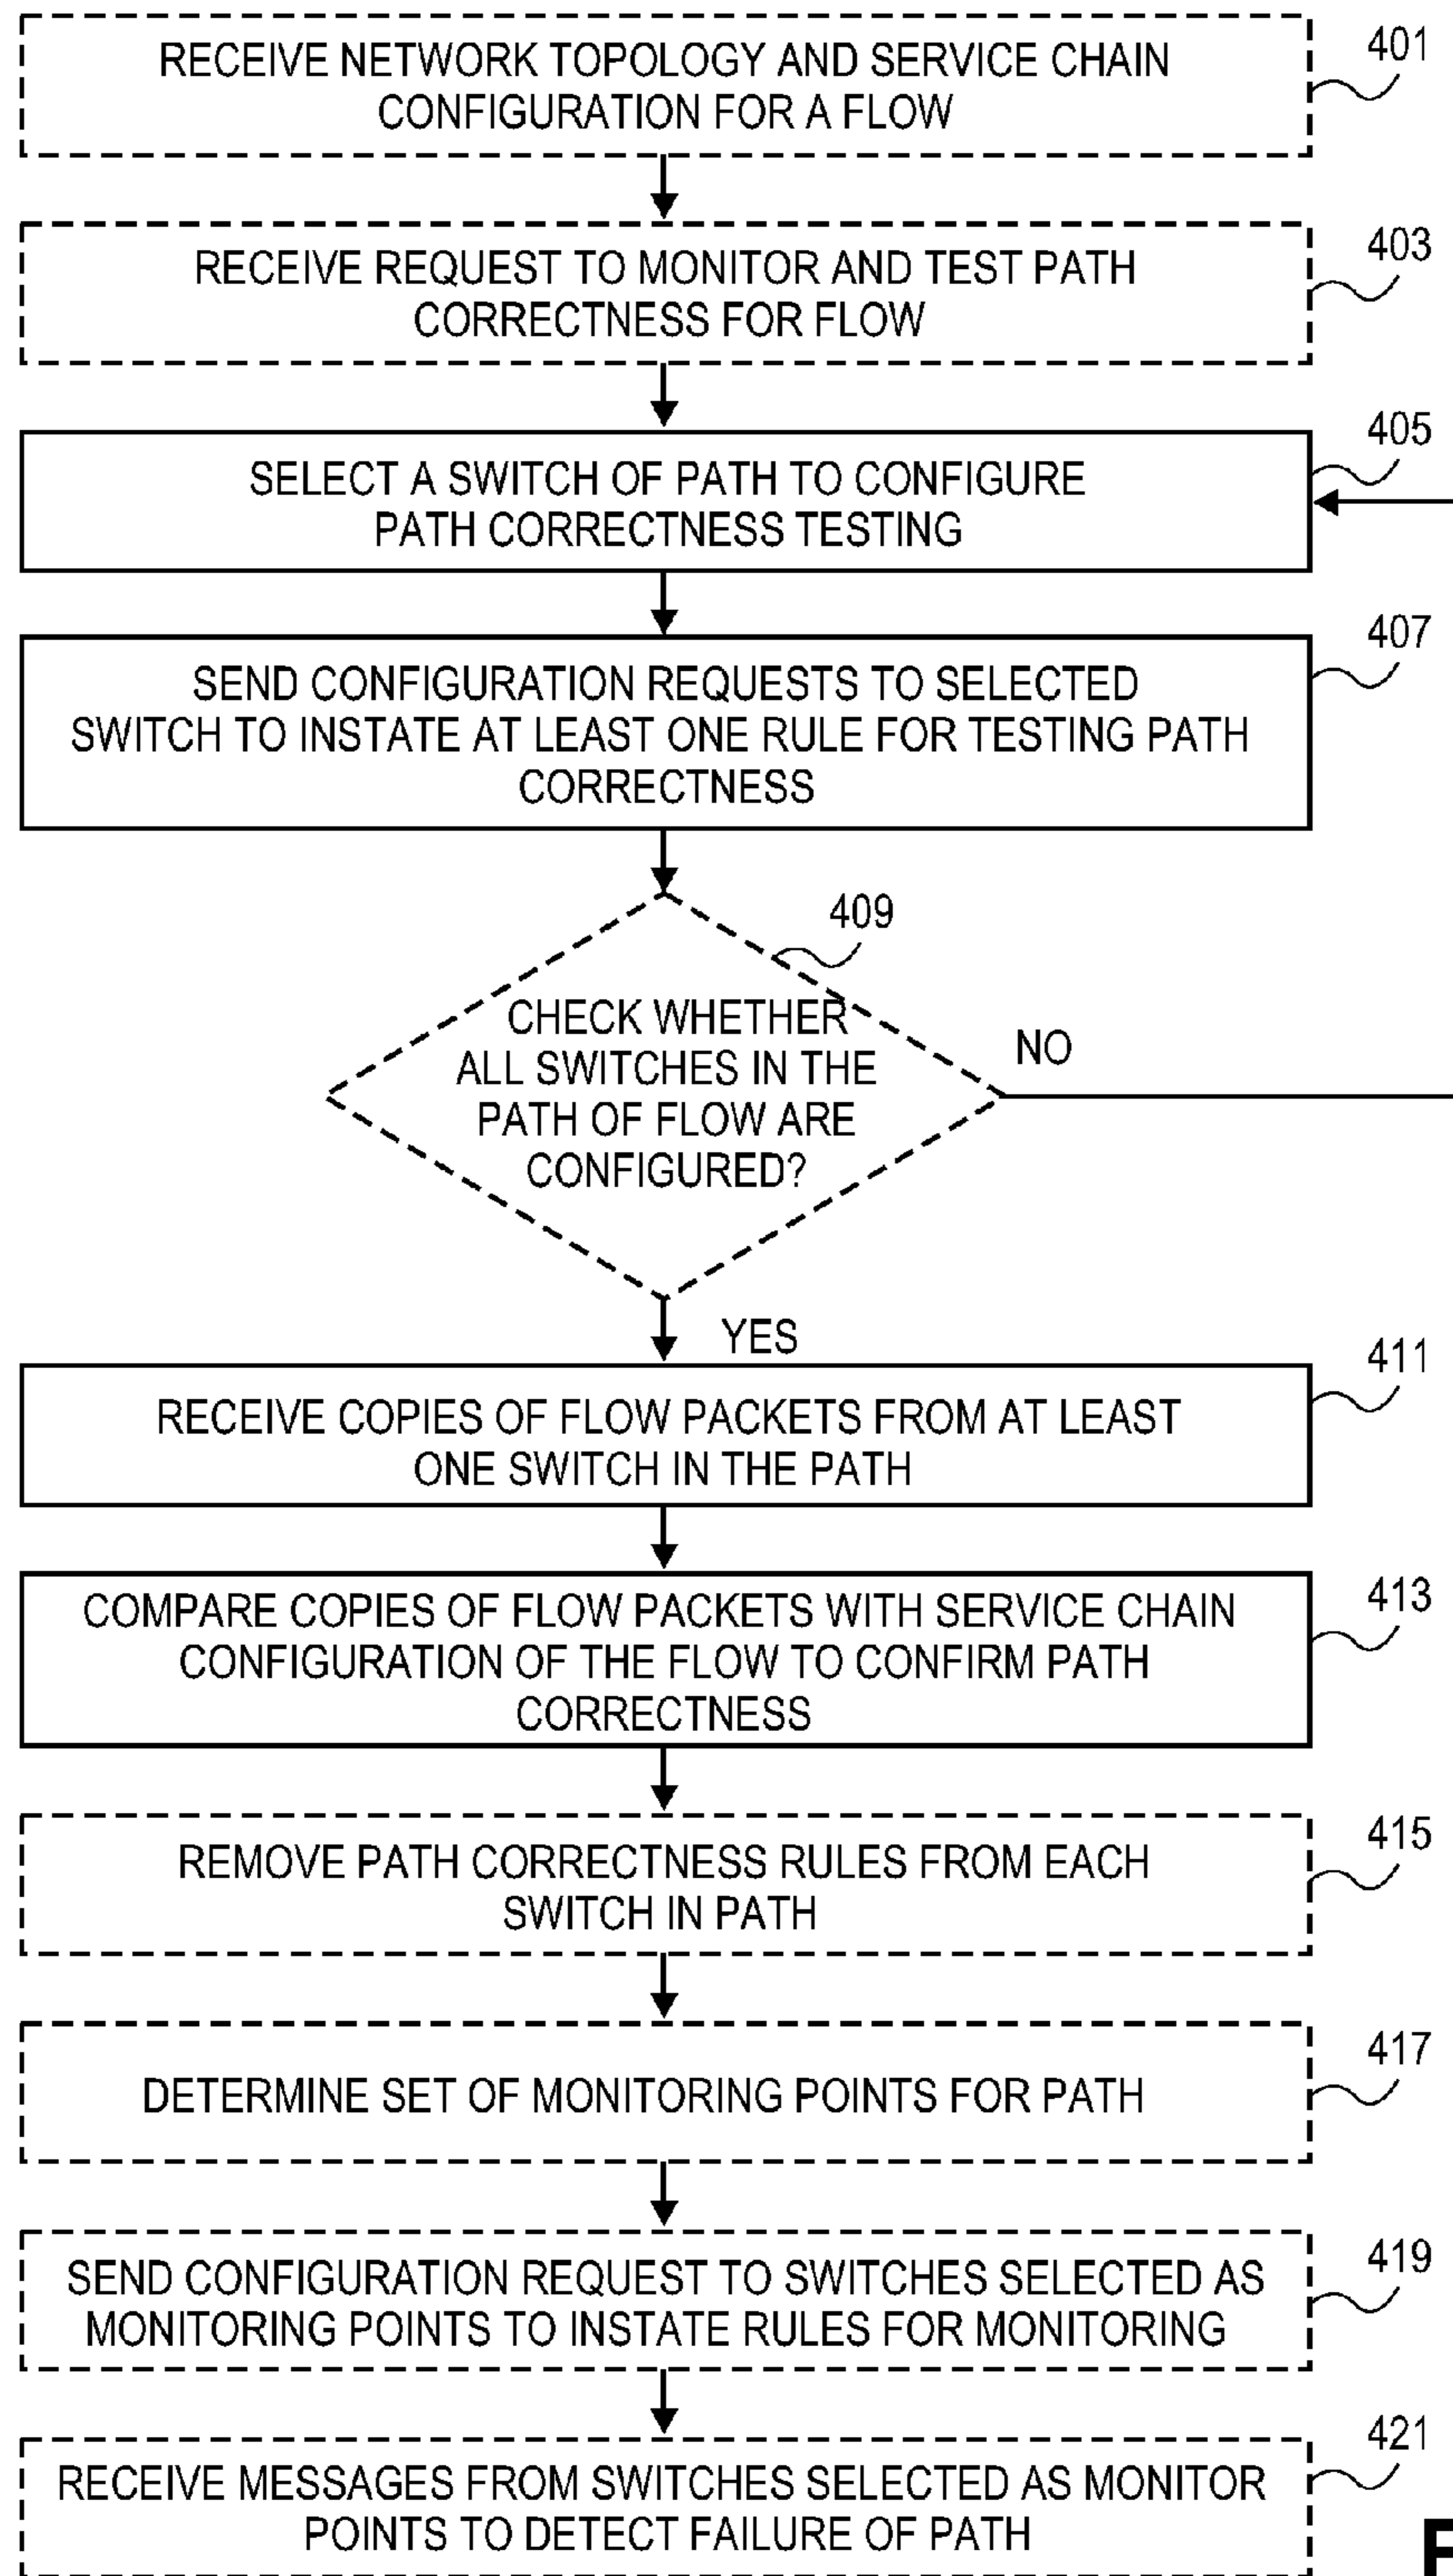 RECEIVE NETWORK TOPOLOGY AND SERVICE CHAIN
CONFIGURATION FOR A FLOW
401
RECEIVE REQUEST TO MONITOR AND TEST PATH
CORRECTNESS FOR FLOW
403
SELECT A SWITCH OF PATH TO CONFIGURE
PATH CORRECTNESS TESTING
405
SEND CONFIGURATION REQUESTS TO SELECTED
SWITCH TO INSTATE AT LEAST ONE RULE FOR TESTING PATH
CORRECTNESS
407
409
CHECK WHETHER
ALL SWITCHES IN THE
PATH OF FLOW ARE
CONFIGURED?
NO
YES
RECEIVE COPIES OF FLOW PACKETS FROM AT LEAST
ONE SWITCH IN THE PATH
411
COMPARE COPIES OF FLOW PACKETS WITH SERVICE CHAIN
CONFIGURATION OF THE FLOW TO CONFIRM PATH
CORRECTNESS
413
REMOVE PATH CORRECTNESS RULES FROM EACH
SWITCH IN PATH
415
DETERMINE SET OF MONITORING POINTS FOR PATH
417
SEND CONFIGURATION REQUEST TO SWITCHES SELECTED AS
MONITORING POINTS TO INSTATE RULES FOR MONITORING
419
RECEIVE MESSAGES FROM SWITCHES SELECTED AS MONITOR
POINTS TO DETECT FAILURE OF PATH
421